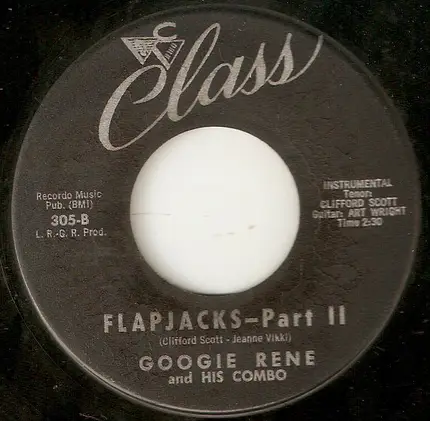 Class
Recordo Music
Pub. (BMI)
305-B
L. R.-G. R. Prod.
INSTRUMENTAL
Tenor:
CLIFFORD SCOTT
Guitar: ART WRIGHT
Time 2:30
FLAPJACKS—Part II
(Clifford Scott - Jeanne Vikki)
GOOGIE RENE
and HIS COMBO